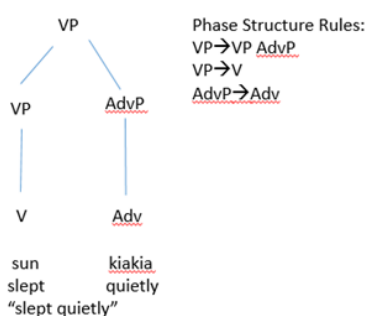 VP
VP AdvP
V Adv
sun kiakia
slept quietly
“slept quietly”
Phase Structure Rules:
VP→VP AdvP
VP→V
AdvP→Adv